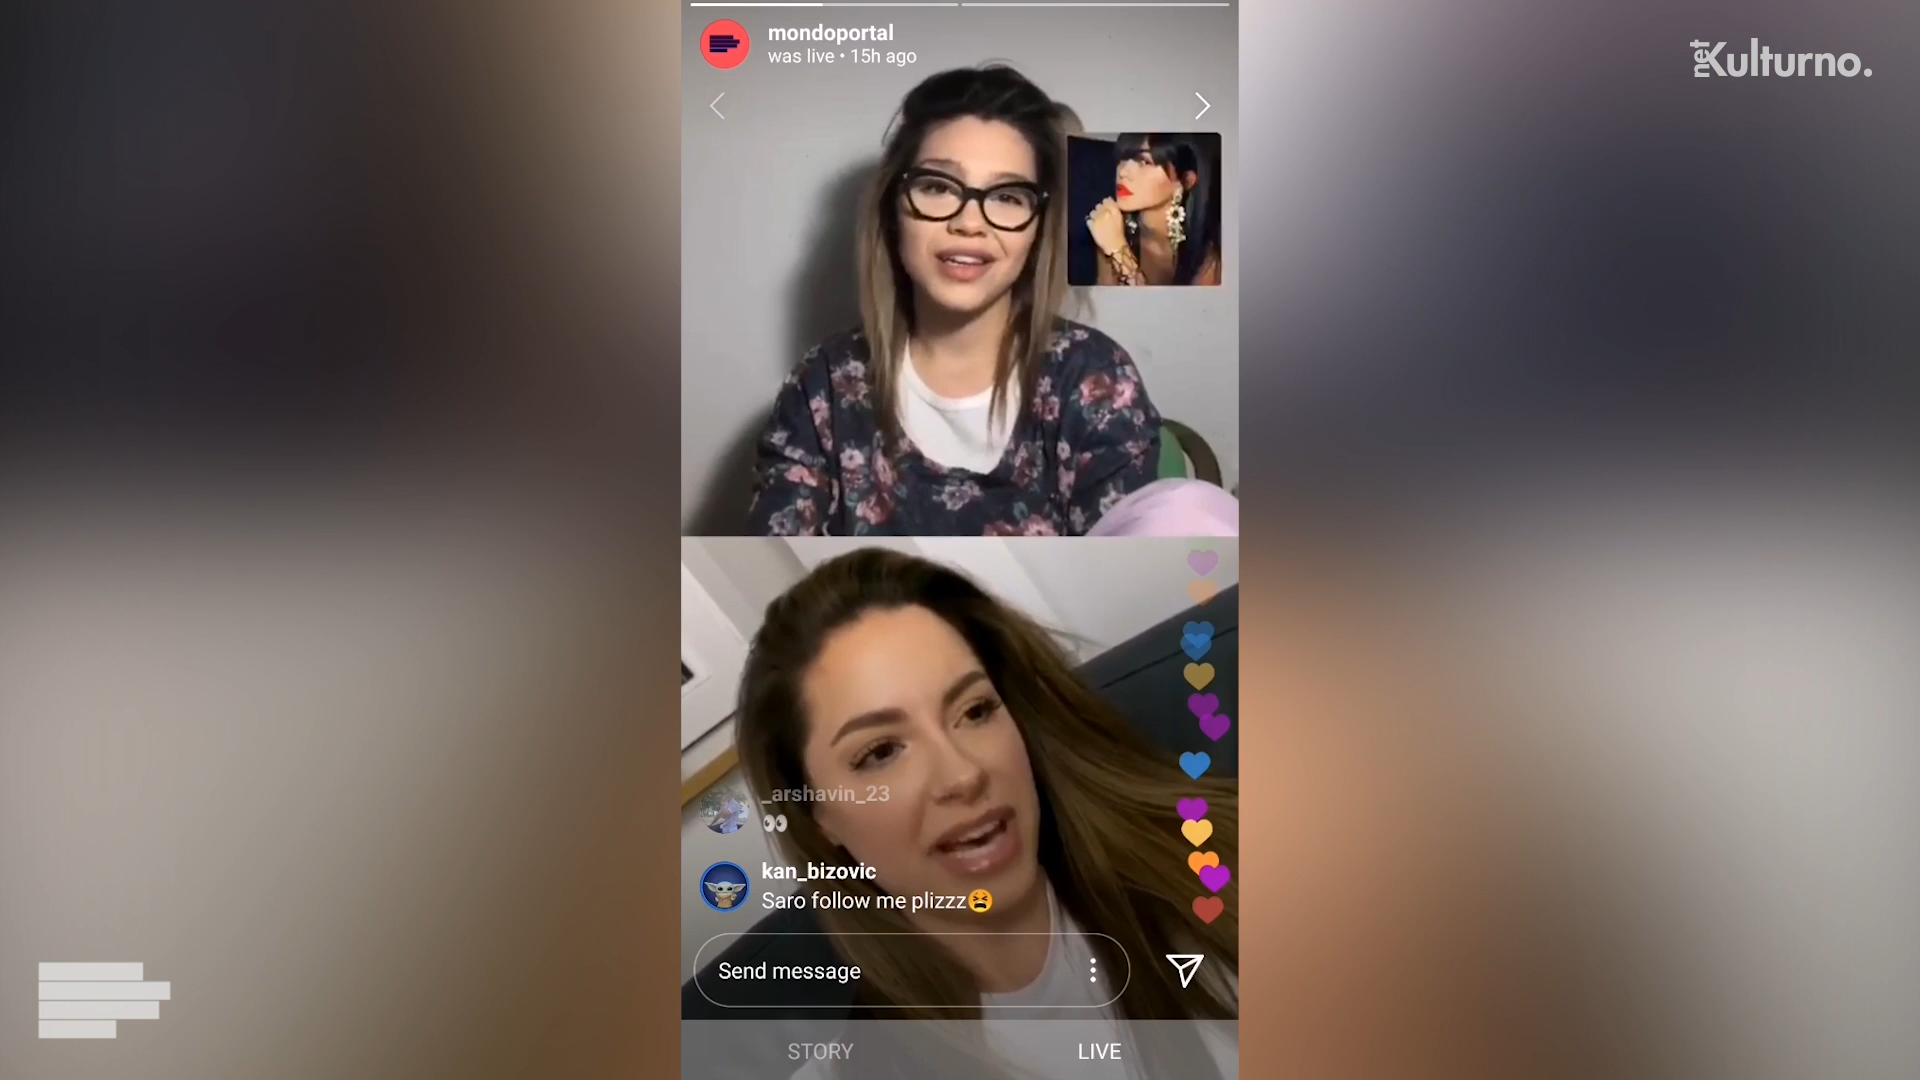 mondoportal
was live • 15h ago
netKulturno.
_arshavin_23
👀
kan_bizovic
Saro follow me plizzz😫
Send message
STORY
LIVE